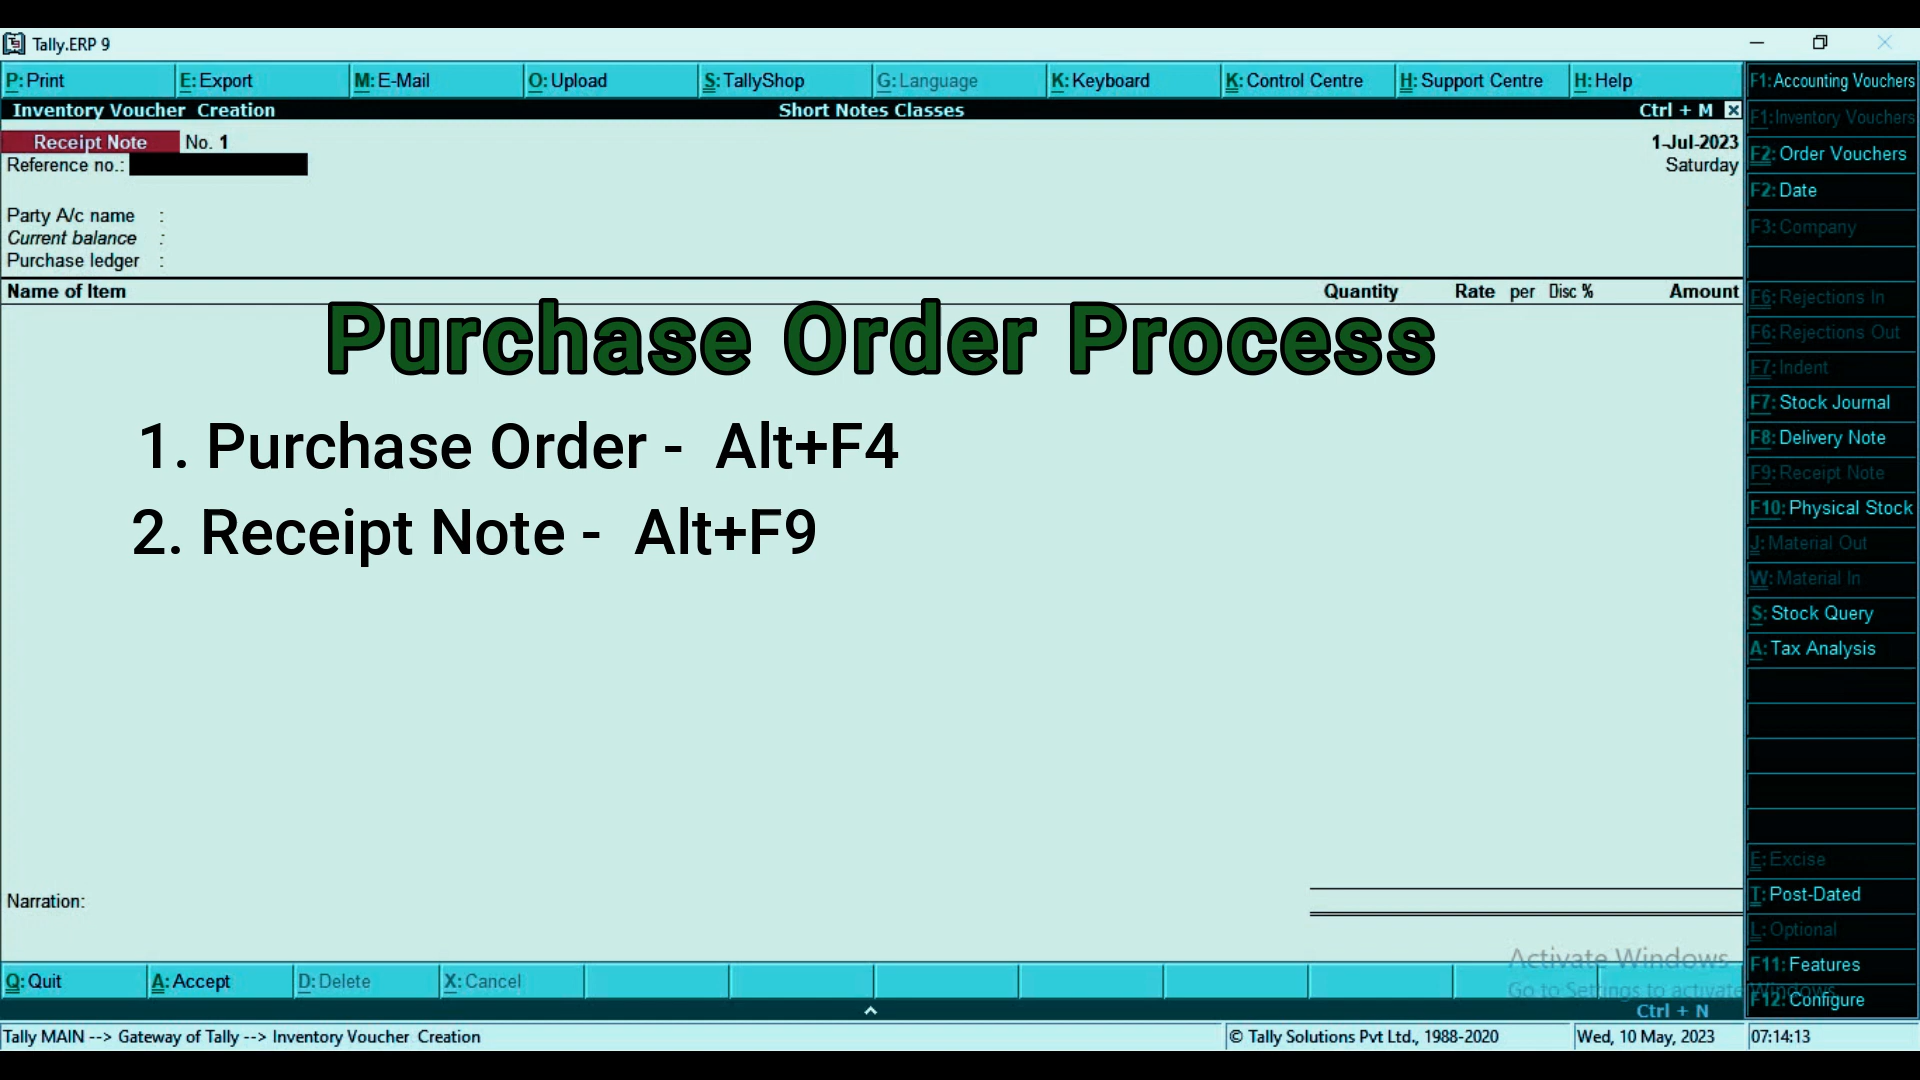 Tally.ERP 9
P: Print E: Export M: E-Mail O: Upload S: TallyShop G: Language K: Keyboard K: Control Centre H: Support Centre H: Help
Inventory Voucher Creation Short Notes Classes Ctrl + M
Receipt Note No. 1 1-Jul-2023
Reference no.: Saturday
Party A/c name :
Current balance :
Purchase ledger :
Name of Item Quantity Rate per Disc % Amount
Purchase Order Process
1. Purchase Order - Alt+F4
2. Receipt Note - Alt+F9
Narration:
F1: Accounting Vouchers
F1: Inventory Vouchers
F2: Order Vouchers
F2: Date
F3: Company
F6: Rejections In
F6: Rejections Out
F7: Indent
F7: Stock Journal
F8: Delivery Note
F9: Receipt Note
F10: Physical Stock
J: Material Out
W: Material In
S: Stock Query
A: Tax Analysis
E: Excise
T: Post-Dated
L: Optional
F11: Features
F12: Configure
Activate Windows
Go to Settings to activate Windows.
Q: Quit A: Accept D: Delete X: Cancel
Ctrl + N
Tally MAIN --> Gateway of Tally --> Inventory Voucher Creation © Tally Solutions Pvt Ltd., 1988-2020 Wed, 10 May, 2023 07:14:13